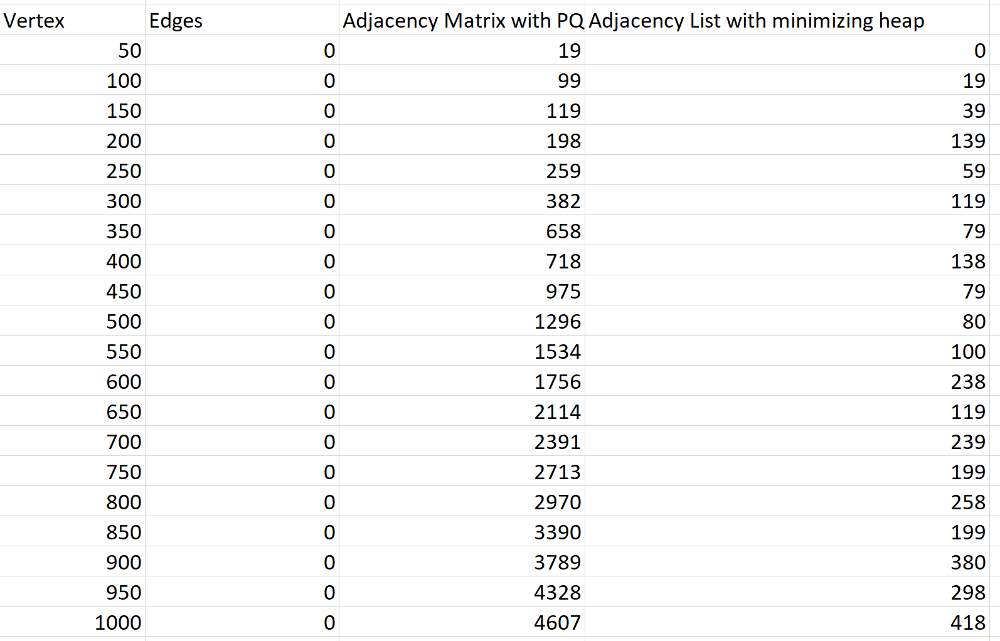 Vertex Edges Adjacency Matrix with PQ Adjacency List with minimizing heap
50 0 19 0
100 0 99 19
150 0 119 39
200 0 198 139
250 0 259 59
300 0 382 119
350 0 658 79
400 0 718 138
450 0 975 79
500 0 1296 80
550 0 1534 100
600 0 1756 238
650 0 2114 119
700 0 2391 239
750 0 2713 199
800 0 2970 258
850 0 3390 199
900 0 3789 380
950 0 4328 298
1000 0 4607 418